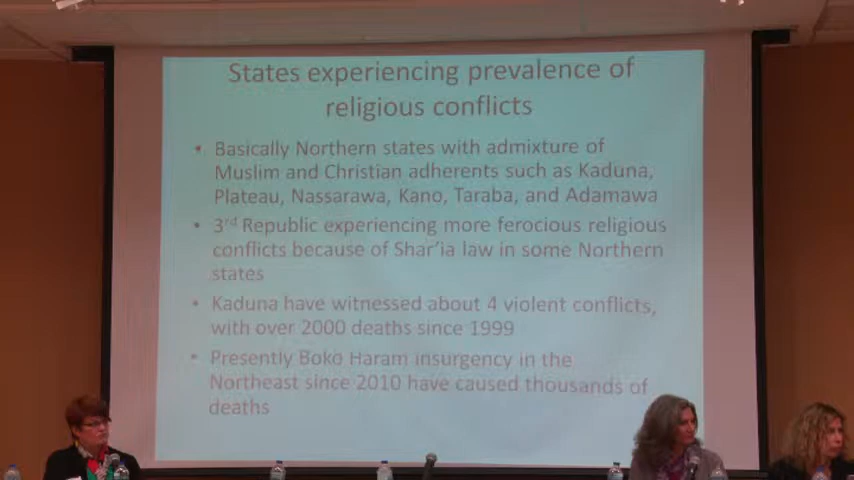 States experiencing prevalence of
religious conflicts
• Basically Northern states with admixture of
Muslim and Christian adherents such as Kaduna,
Plateau, Nassarawa, Kano, Taraba, and Adamawa
• 3rd Republic experiencing more ferocious religious
conflicts because of Shar'ia law in some Northern
states
• Kaduna have witnessed about 4 violent conflicts,
with over 2000 deaths since 1999
• Presently Boko Haram insurgency in the
Northeast since 2010 have caused thousands of
deaths